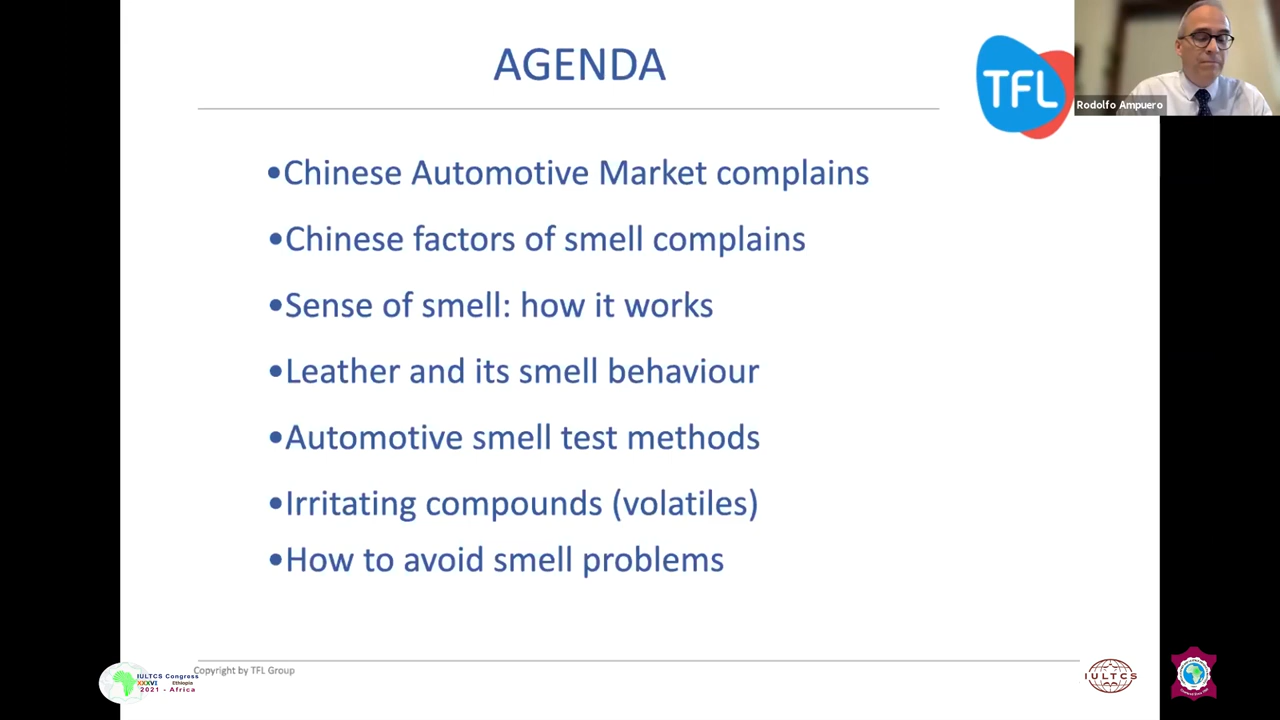 AGENDA
TFL
Rodolfo Ampuero
•Chinese Automotive Market complains
•Chinese factors of smell complains
•Sense of smell: how it works
•Leather and its smell behaviour
•Automotive smell test methods
•Irritating compounds (volatiles)
•How to avoid smell problems
Copyright by TFL Group
IULTCS Congress
XXXVI Ethiopia
2021 - Africa
IULTCS